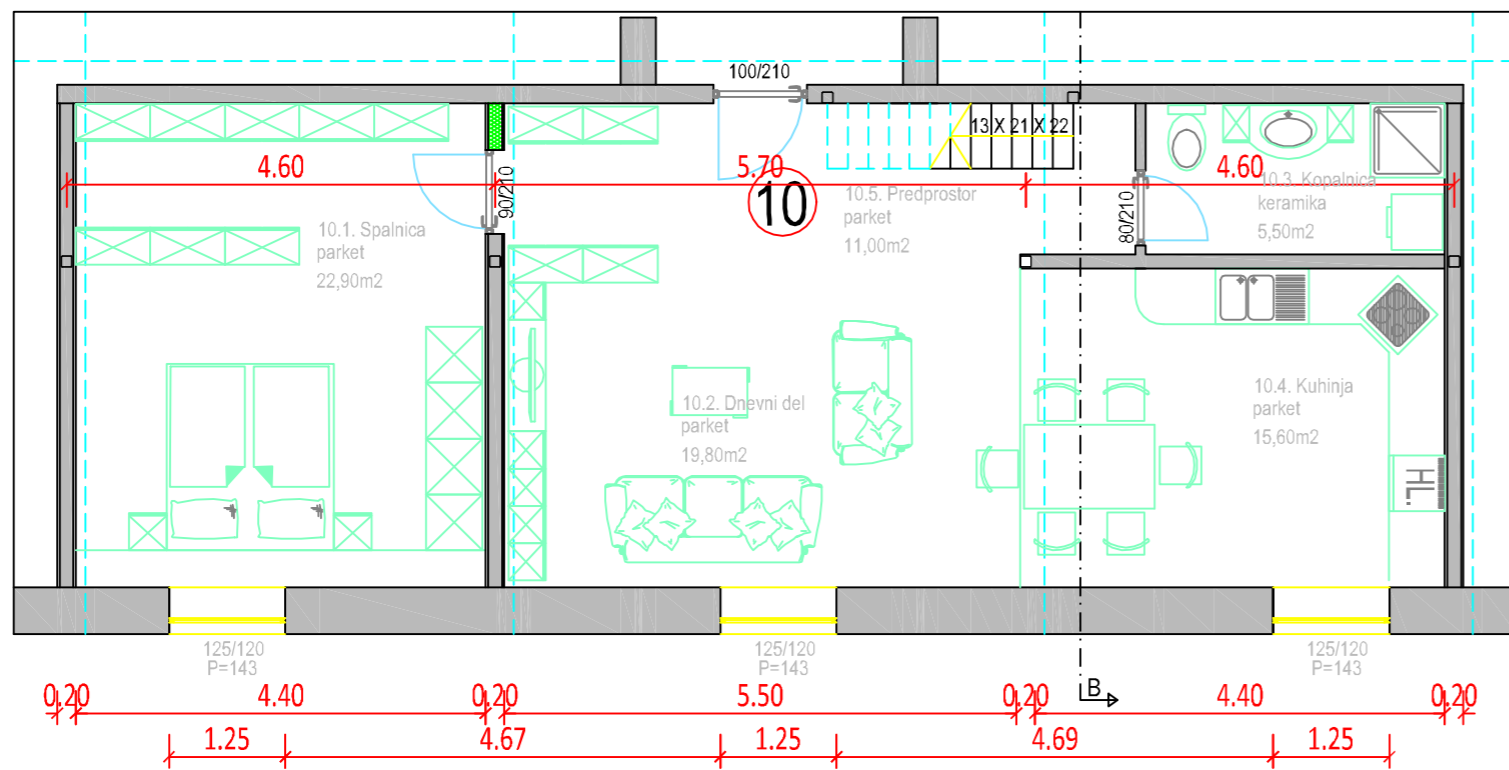 100/210
13 X 21 X 22
4.60
5.70
4.60
90/210
10
80/210
10.1. Spalnica
parket
22,90m2
10.5. Predprostor
parket
11,00m2
10.3. Kopalnica
keramika
5,50m2
10.2. Dnevni del
parket
19,80m2
10.4. Kuhinja
parket
15,60m2
HL.
125/120
P=143
125/120
P=143
125/120
P=143
0.20
4.40
0.20
5.50
0.20
B
4.40
0.20
1.25
4.67
1.25
4.69
1.25